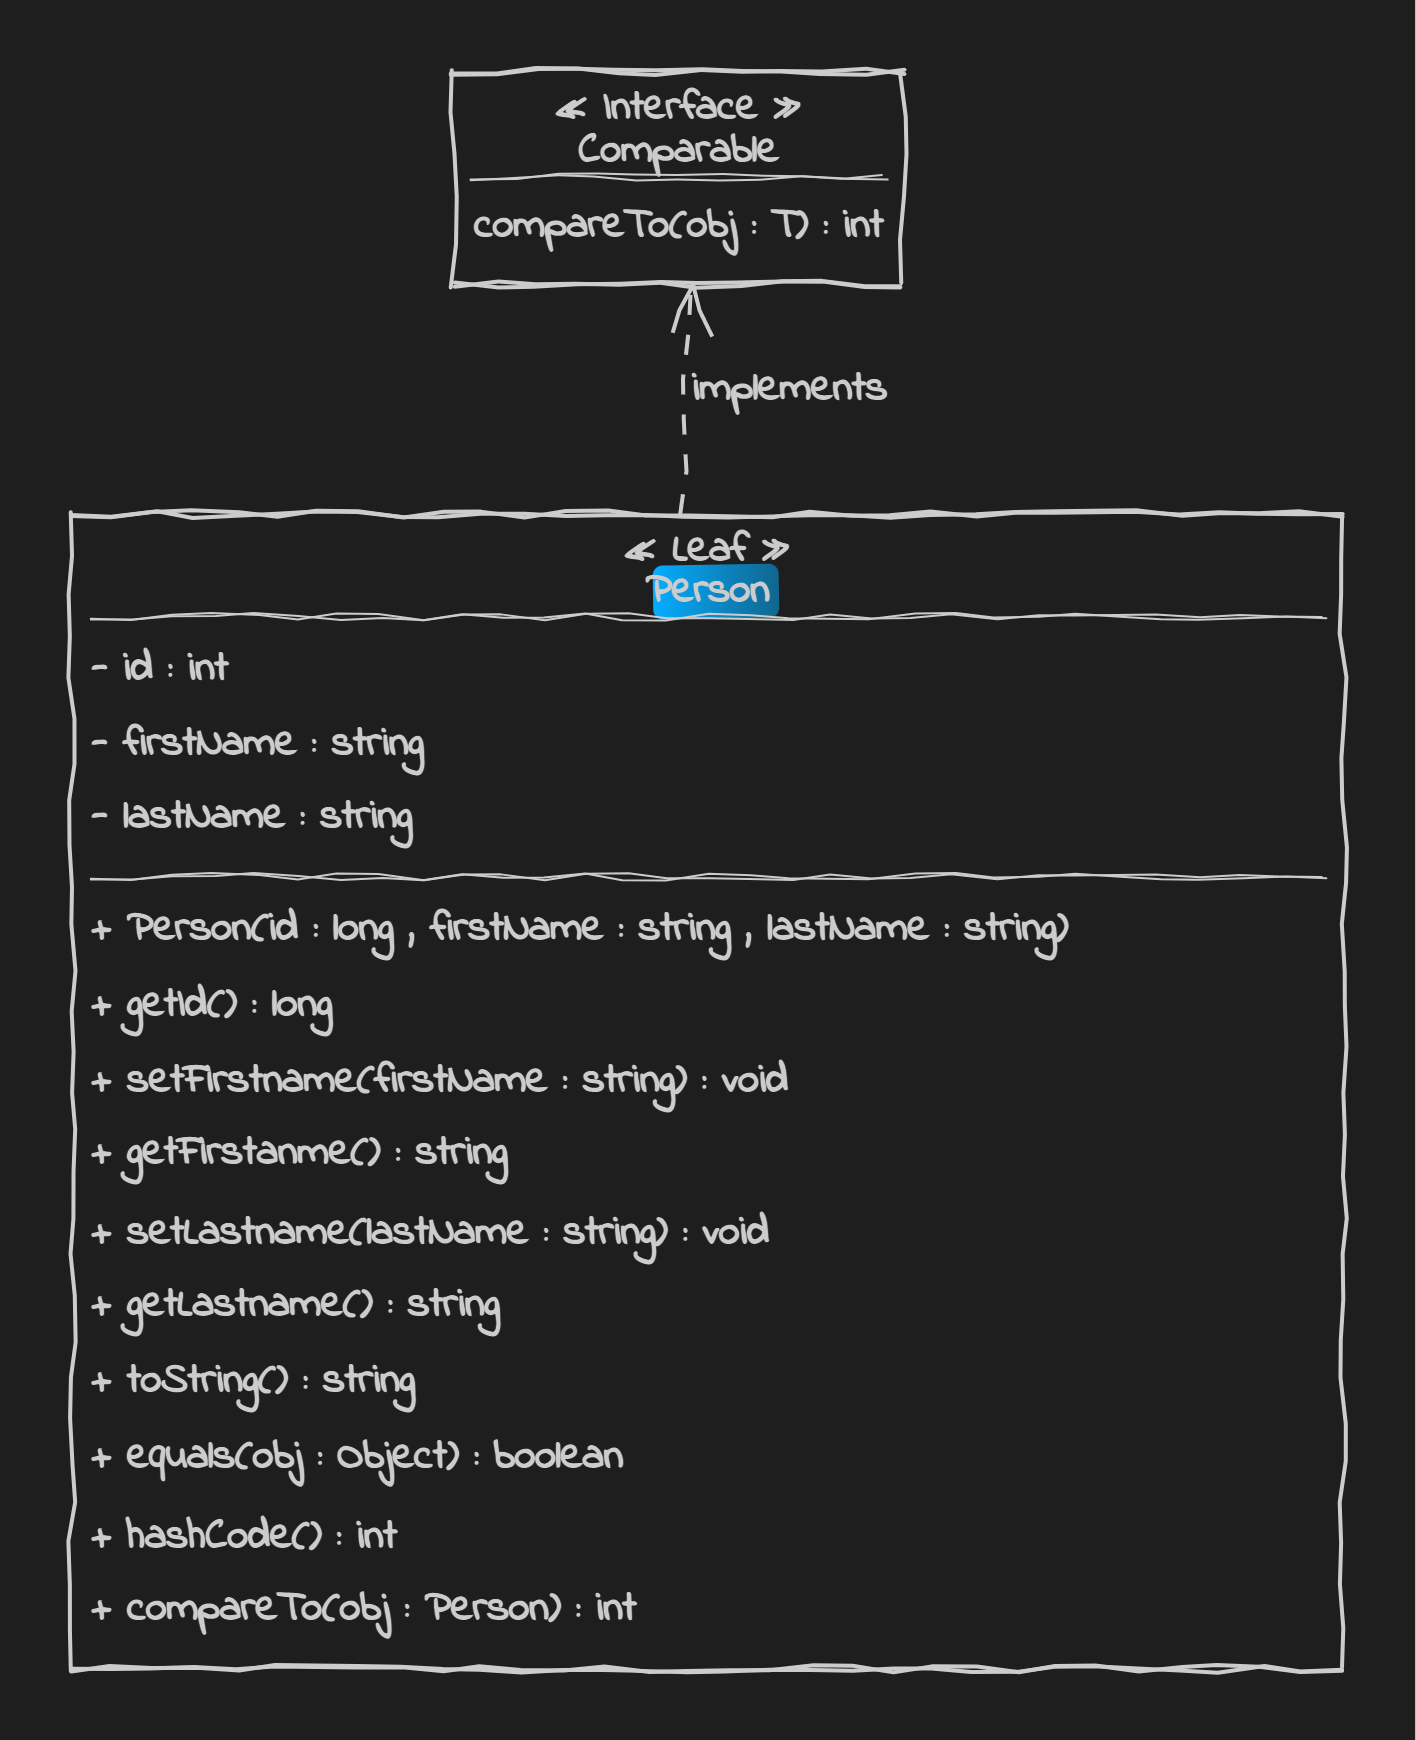 ≪ Interface ≫
Comparable
compareTo(obj : T) : int
implements
≪ Leaf ≫
Person
- id : int
- firstName : string
- lastName : string
+ Person(id : long , firstName : string , lastName : string)
+ getId() : long
+ setFIrstname(firstName : string) : void
+ getFIrstanme() : string
+ setLastname(lastName : string) : void
+ getLastname() : string
+ toString() : string
+ equals(obj : Object) : boolean
+ hashCode() : int
+ compareTo(obj : Person) : int